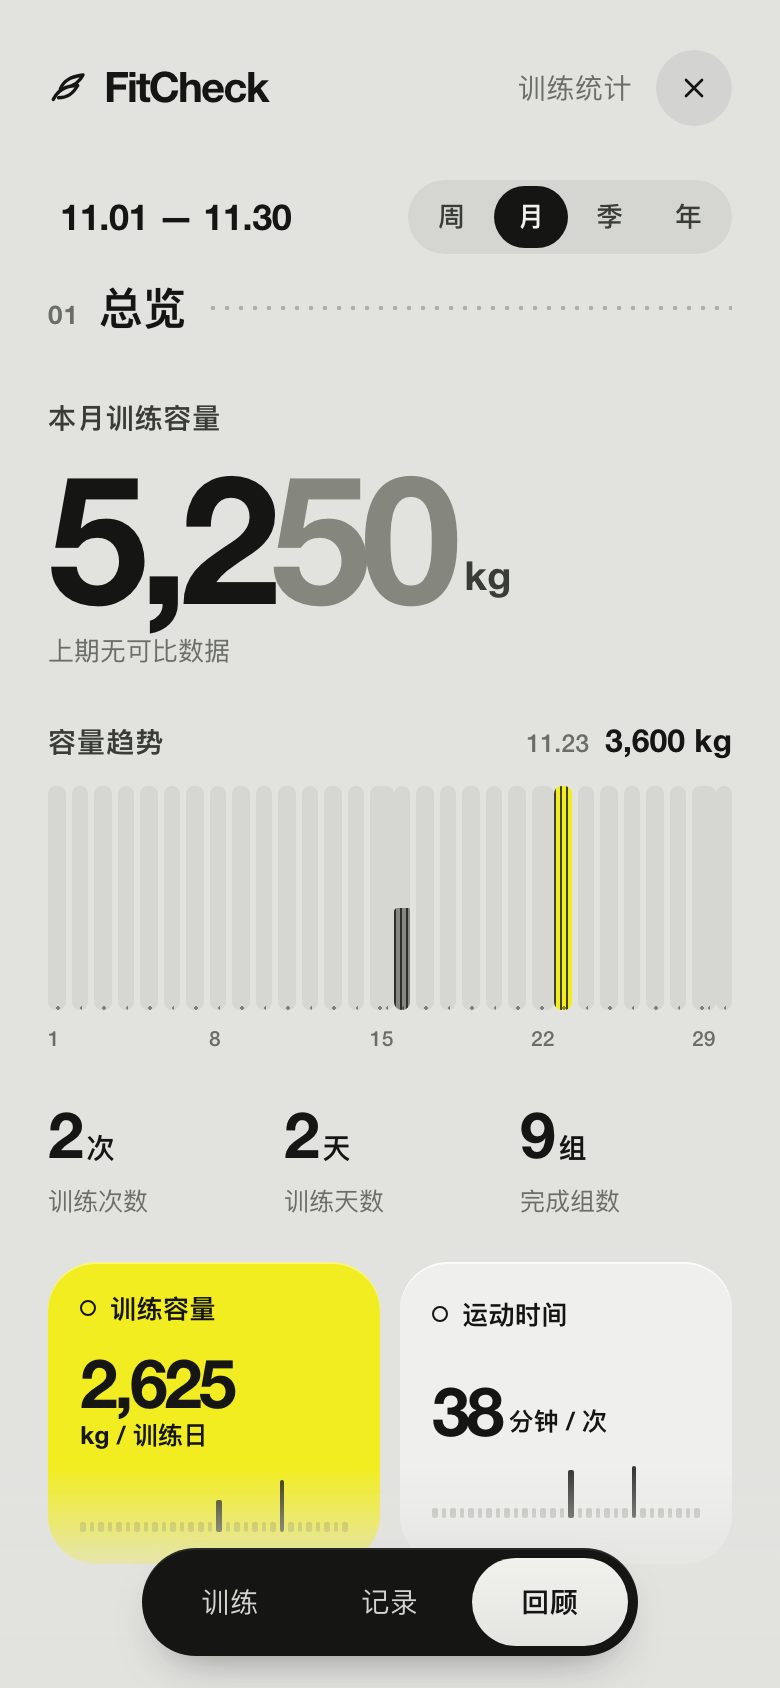 FitCheck
训练统计
11.01 — 11.30
周 月 季 年
01 总览
本月训练容量
5,250 kg
上期无可比数据
容量趋势
11.23 3,600 kg
1 8 15 22 29
2次 2天 9组
训练次数 训练天数 完成组数
训练容量
2,625
kg / 训练日
运动时间
38 分钟 / 次
训练 记录 回顾